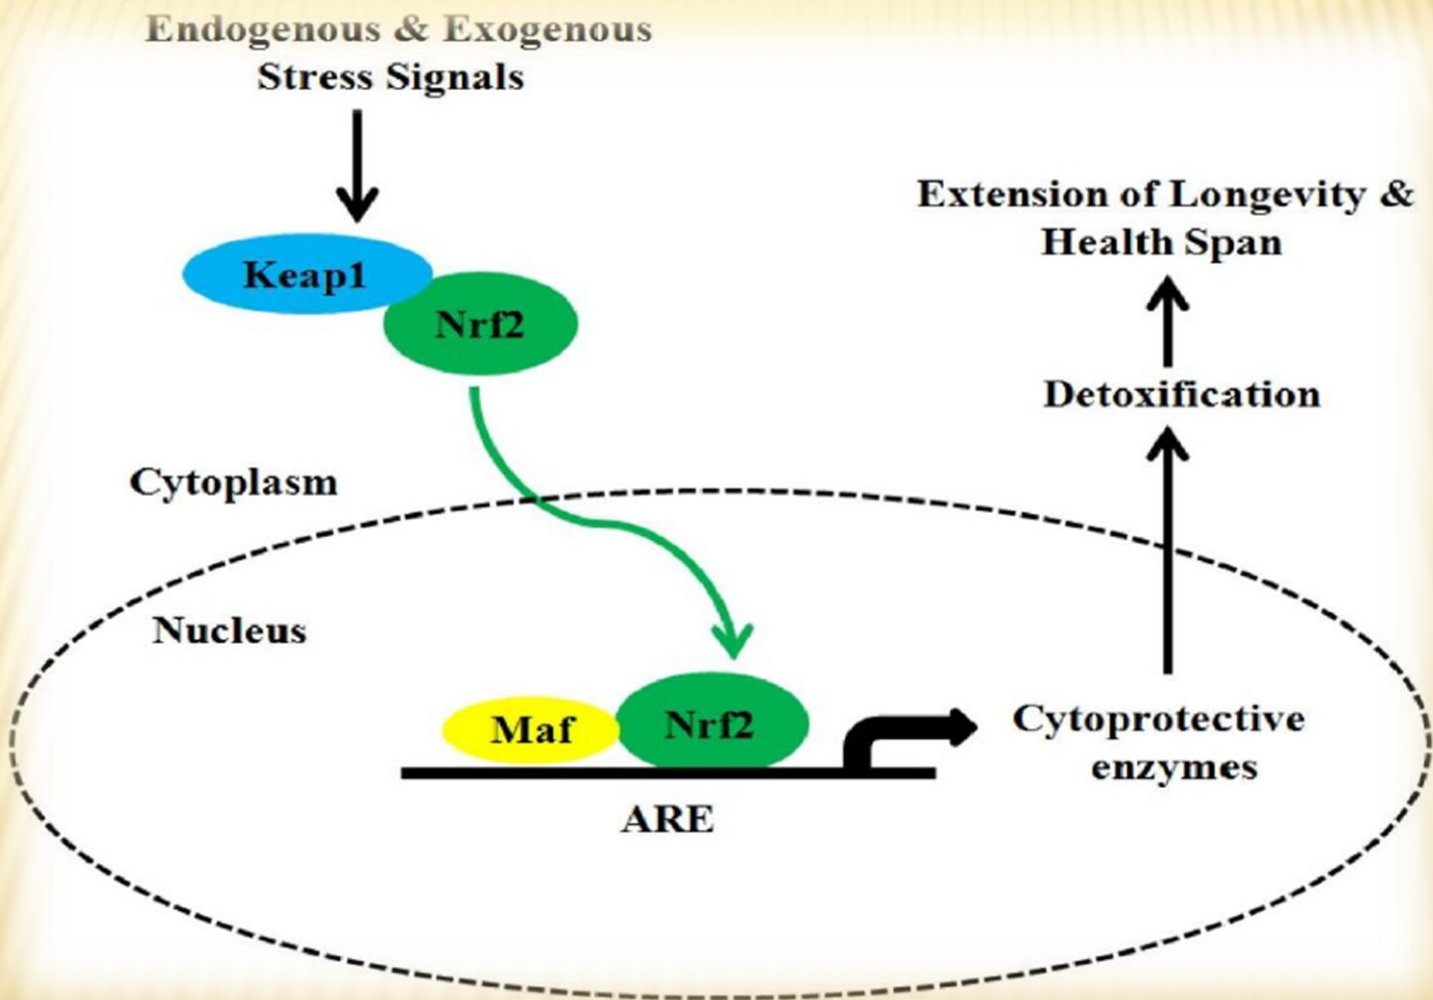 Endogenous & Exogenous
Stress Signals
Keap1
Nrf2
Extension of Longevity &
Health Span
Detoxification
Cytoplasm
Nucleus
Maf
Nrf2
Cytoprotective
enzymes
ARE